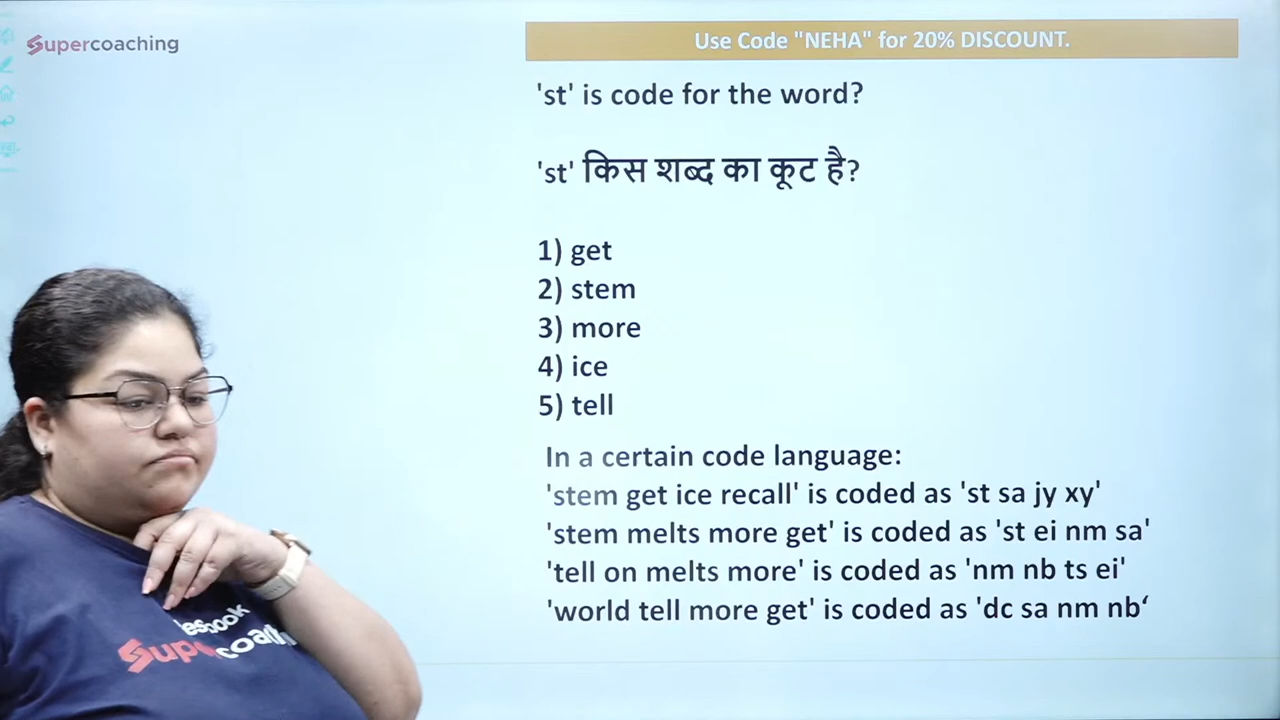 Supercoaching
Use Code "NEHA" for 20% DISCOUNT.
'st' is code for the word?
'st' किस शब्द का कूट है?
1) get
2) stem
3) more
4) ice
5) tell
In a certain code language:
'stem get ice recall' is coded as 'st sa jy xy'
'stem melts more get' is coded as 'st ei nm sa'
'tell on melts more' is coded as 'nm nb ts ei'
'world tell more get' is coded as 'dc sa nm nb‘